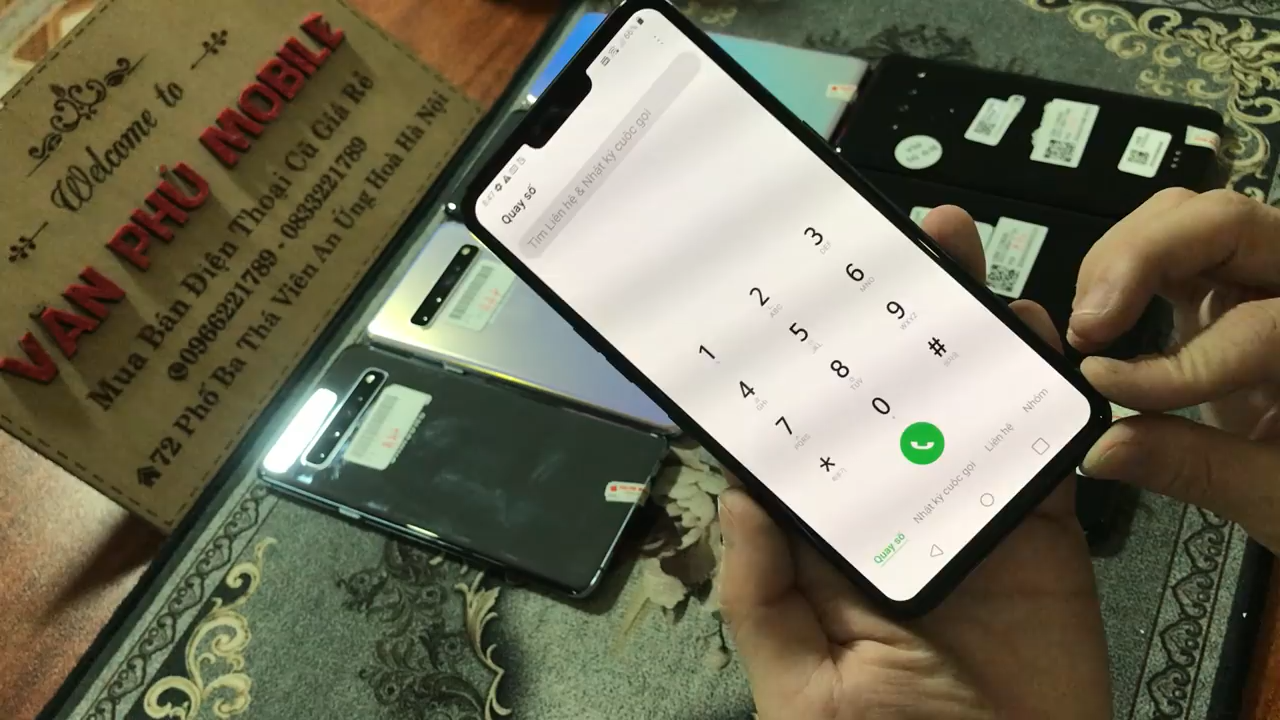 Welcome to
VĂN PHÚ MOBILE
Mua Bán Điện Thoại Cũ Giá Rẻ
0966221789 - 0833221789
72 Phố Ba Thá Viên An Ứng Hoà Hà Nội
66%
Quay số
Tìm Liên hệ & Nhật ký cuộc gọi
1 2 ABC 3 DEF
4 GHI 5 JKL 6 MNO
7 PQRS 8 TUV 9 WXYZ
* 0 #
Quay số Nhật ký cuộc gọi Liên hệ Nhóm